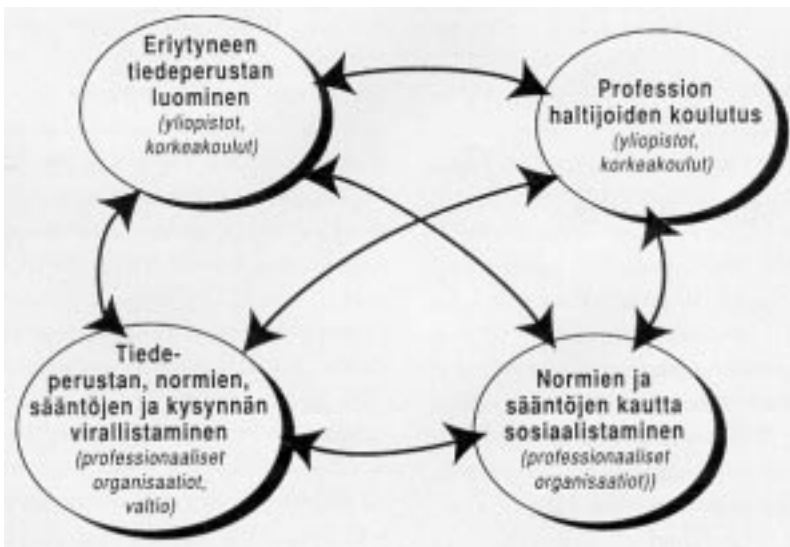 Eriytyneen
tiedeperustan
luominen
(yliopistot,
korkeakoulut)
Profession
haltijoiden koulutus
(yliopistot,
korkeakoulut)
Tiede-
perustan, normien,
sääntöjen ja kysynnän
virallistaminen
(professionaaliset
organisaatiot,
valtio)
Normien ja
sääntöjen kautta
sosiaalistaminen
(professionaaliset
organisaatiot))